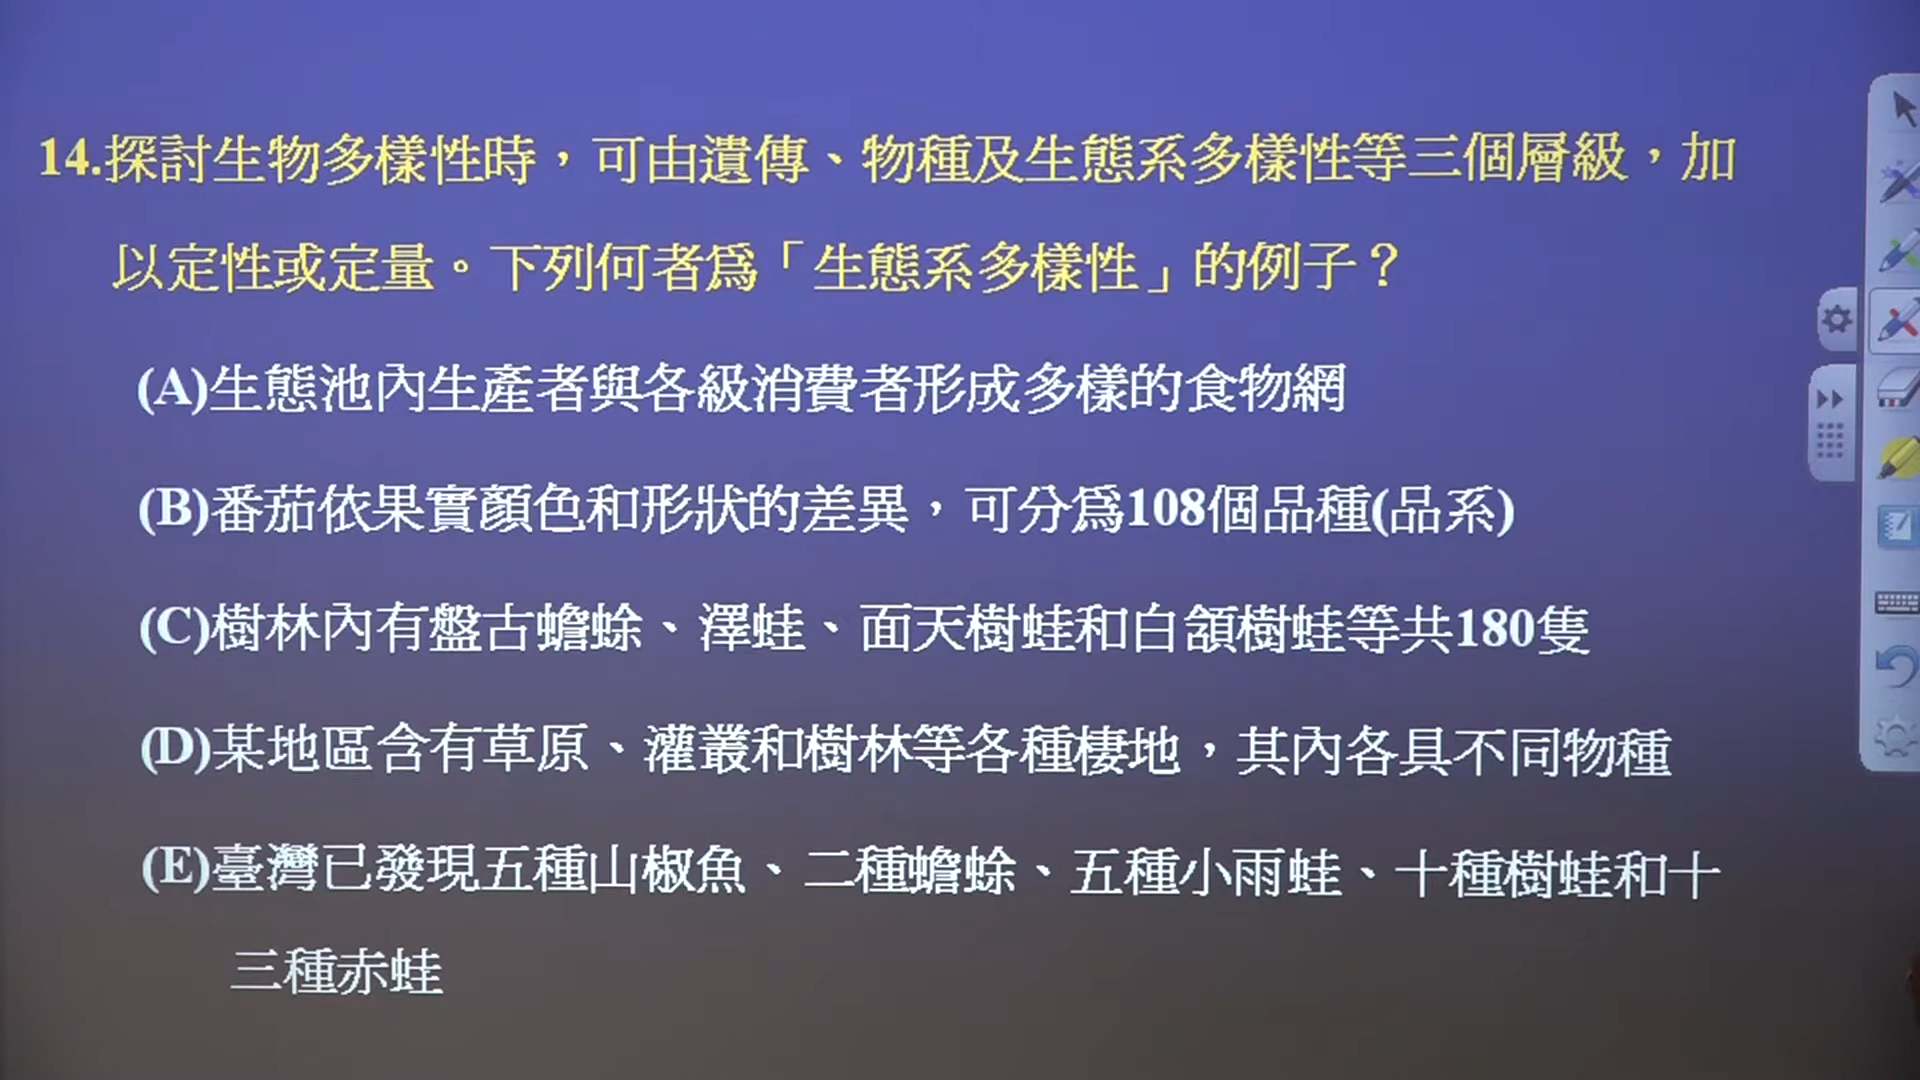 14.探討生物多樣性時，可由遺傳、物種及生態系多樣性等三個層級，加
以定性或定量。下列何者爲「生態系多樣性」的例子？
(A)生態池內生產者與各級消費者形成多樣的食物網
(B)番茄依果實顏色和形狀的差異，可分爲108個品種(品系)
(C)樹林內有盤古蟾蜍、澤蛙、面天樹蛙和白頷樹蛙等共180隻
(D)某地區含有草原、灌叢和樹林等各種棲地，其內各具不同物種
(E)臺灣已發現五種山椒魚、二種蟾蜍、五種小雨蛙、十種樹蛙和十
三種赤蛙